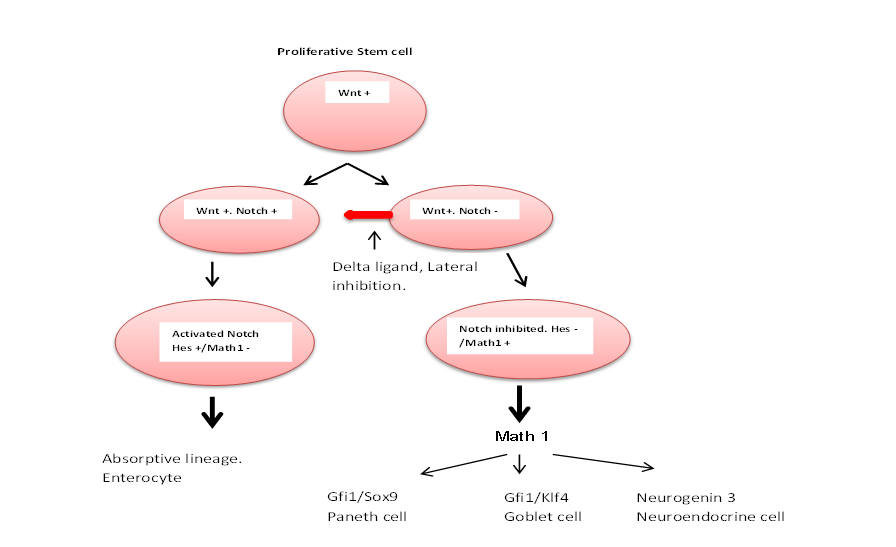 Proliferative Stem cell
Wnt +
Wnt +. Notch +
Wnt+. Notch -
Delta ligand, Lateral
inhibition.
Activated Notch
Hes +/Math1 -
Notch inhibited. Hes -
/Math1 +
Math 1
Absorptive lineage.
Enterocyte
Gfi1/Sox9
Paneth cell
Gfi1/Klf4
Goblet cell
Neurogenin 3
Neuroendocrine cell